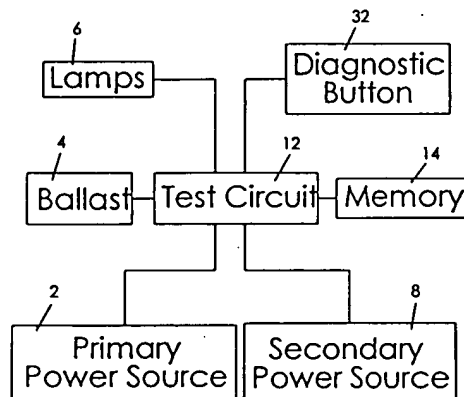 6
Lamps
32
Diagnostic
Button
4
Ballast
12
Test Circuit
14
Memory
2
Primary
Power Source
8
Secondary
Power Source